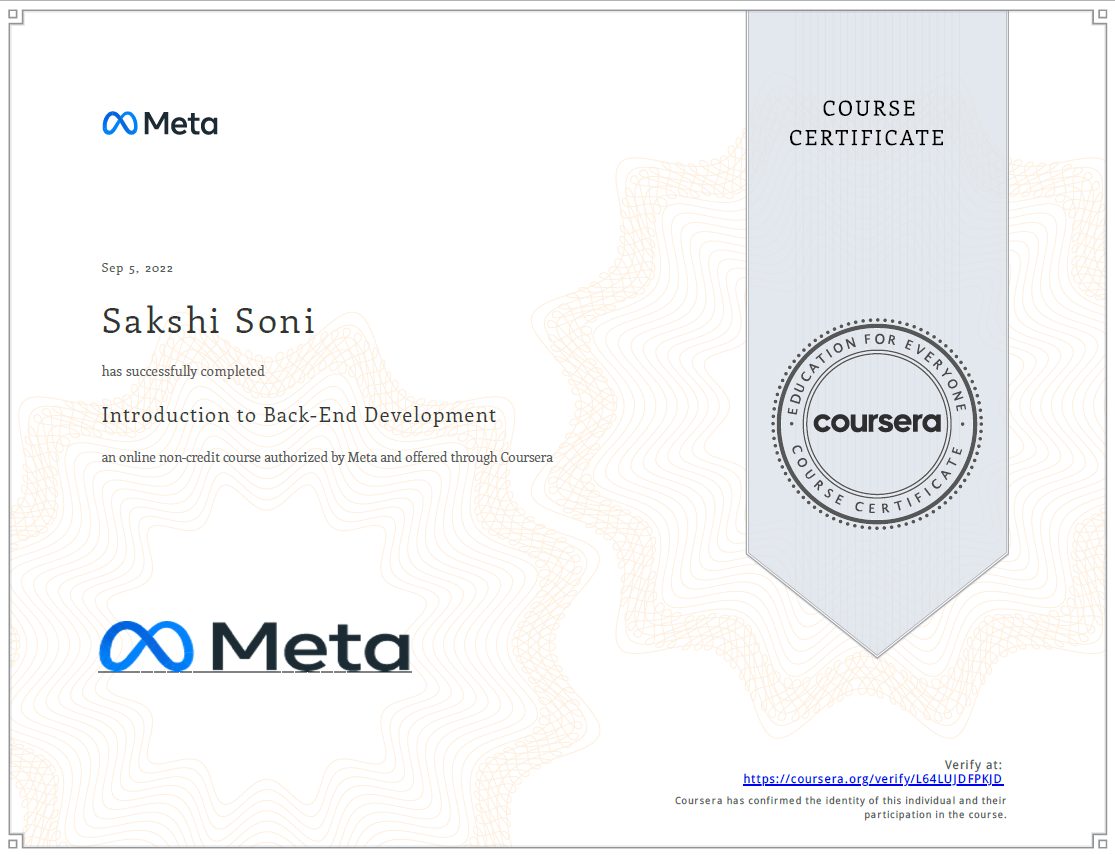 Meta
COURSE
CERTIFICATE
Sep 5, 2022
Sakshi Soni
has successfully completed
Introduction to Back-End Development
an online non-credit course authorized by Meta and offered through Coursera
EDUCATION FOR EVERYONE
coursera
COURSE CERTIFICATE
Meta
Verify at:
https://coursera.org/verify/L64LUJDFPKJD
Coursera has confirmed the identity of this individual and their
participation in the course.